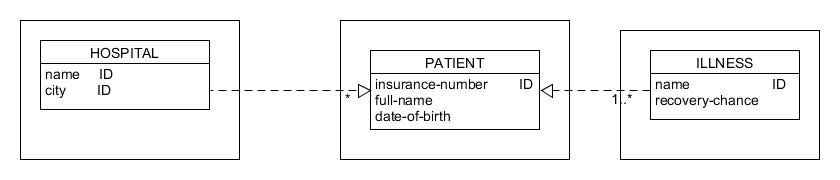 HOSPITAL
name ID
city ID
*
PATIENT
insurance-number ID
full-name
date-of-birth
1..*
ILLNESS
name ID
recovery-chance